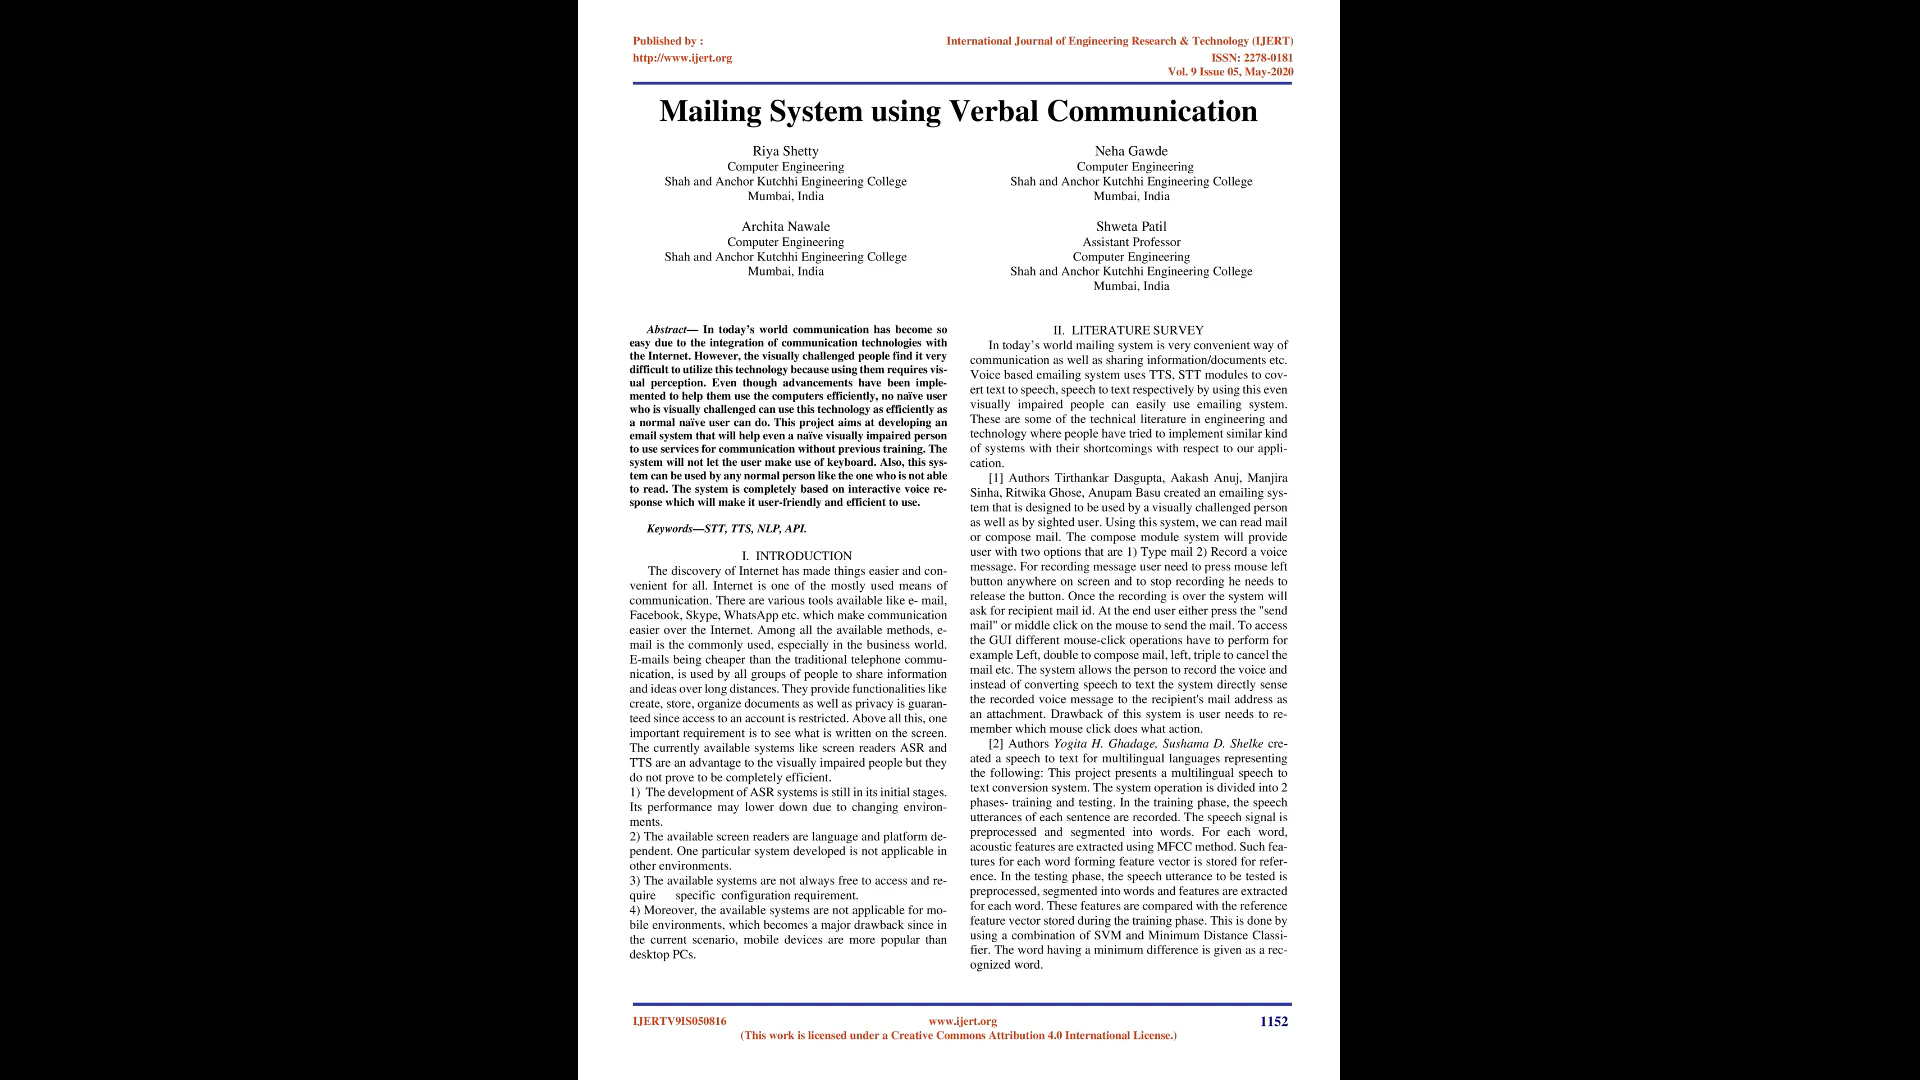 Published by :
http://www.ijert.org
International Journal of Engineering Research & Technology (IJERT)
ISSN: 2278-0181
Vol. 9 Issue 05, May-2020
Mailing System using Verbal Communication
Riya Shetty
Computer Engineering
Shah and Anchor Kutchhi Engineering College
Mumbai, India
Neha Gawde
Computer Engineering
Shah and Anchor Kutchhi Engineering College
Mumbai, India
Archita Nawale
Computer Engineering
Shah and Anchor Kutchhi Engineering College
Mumbai, India
Shweta Patil
Assistant Professor
Computer Engineering
Shah and Anchor Kutchhi Engineering College
Mumbai, India
Abstract— In today’s world communication has become so
easy due to the integration of communication technologies with
the Internet. However, the visually challenged people find it very
difficult to utilize this technology because using them requires vis-
ual perception. Even though advancements have been imple-
mented to help them use the computers efficiently, no naïve user
who is visually challenged can use this technology as efficiently as
a normal naïve user can do. This project aims at developing an
email system that will help even a naïve visually impaired person
to use services for communication without previous training. The
system will not let the user make use of keyboard. Also, this sys-
tem can be used by any normal person like the one who is not able
to read. The system is completely based on interactive voice re-
sponse which will make it user-friendly and efficient to use.
Keywords—STT, TTS, NLP, API.
I. INTRODUCTION
The discovery of Internet has made things easier and con-
venient for all. Internet is one of the mostly used means of
communication. There are various tools available like e- mail,
Facebook, Skype, WhatsApp etc. which make communication
easier over the Internet. Among all the available methods, e-
mail is the commonly used, especially in the business world.
E-mails being cheaper than the traditional telephone commu-
nication, is used by all groups of people to share information
and ideas over long distances. They provide functionalities like
create, store, organize documents as well as privacy is guaran-
teed since access to an account is restricted. Above all this, one
important requirement is to see what is written on the screen.
The currently available systems like screen readers ASR and
TTS are an advantage to the visually impaired people but they
do not prove to be completely efficient.
1) The development of ASR systems is still in its initial stages.
Its performance may lower down due to changing environ-
ments.
2) The available screen readers are language and platform de-
pendent. One particular system developed is not applicable in
other environments.
3) The available systems are not always free to access and re-
quire specific configuration requirement.
4) Moreover, the available systems are not applicable for mo-
bile environments, which becomes a major drawback since in
the current scenario, mobile devices are more popular than
desktop PCs.
II. LITERATURE SURVEY
In today’s world mailing system is very convenient way of
communication as well as sharing information/documents etc.
Voice based emailing system uses TTS, STT modules to cov-
ert text to speech, speech to text respectively by using this even
visually impaired people can easily use emailing system.
These are some of the technical literature in engineering and
technology where people have tried to implement similar kind
of systems with their shortcomings with respect to our appli-
cation.
[1] Authors Tirthankar Dasgupta, Aakash Anuj, Manjira
Sinha, Ritwika Ghose, Anupam Basu created an emailing sys-
tem that is designed to be used by a visually challenged person
as well as by sighted user. Using this system, we can read mail
or compose mail. The compose module system will provide
user with two options that are 1) Type mail 2) Record a voice
message. For recording message user need to press mouse left
button anywhere on screen and to stop recording he needs to
release the button. Once the recording is over the system will
ask for recipient mail id. At the end user either press the "send
mail" or middle click on the mouse to send the mail. To access
the GUI different mouse-click operations have to perform for
example Left, double to compose mail, left, triple to cancel the
mail etc. The system allows the person to record the voice and
instead of converting speech to text the system directly sense
the recorded voice message to the recipient's mail address as
an attachment. Drawback of this system is user needs to re-
member which mouse click does what action.
[2] Authors Yogita H. Ghadage, Sushama D. Shelke cre-
ated a speech to text for multilingual languages representing
the following: This project presents a multilingual speech to
text conversion system. The system operation is divided into 2
phases- training and testing. In the training phase, the speech
utterances of each sentence are recorded. The speech signal is
preprocessed and segmented into words. For each word,
acoustic features are extracted using MFCC method. Such fea-
tures for each word forming feature vector is stored for refer-
ence. In the testing phase, the speech utterance to be tested is
preprocessed, segmented into words and features are extracted
for each word. These features are compared with the reference
feature vector stored during the training phase. This is done by
using a combination of SVM and Minimum Distance Classi-
fier. The word having a minimum difference is given as a rec-
ognized word.
IJERTV9IS050816
www.ijert.org
1152
(This work is licensed under a Creative Commons Attribution 4.0 International License.)